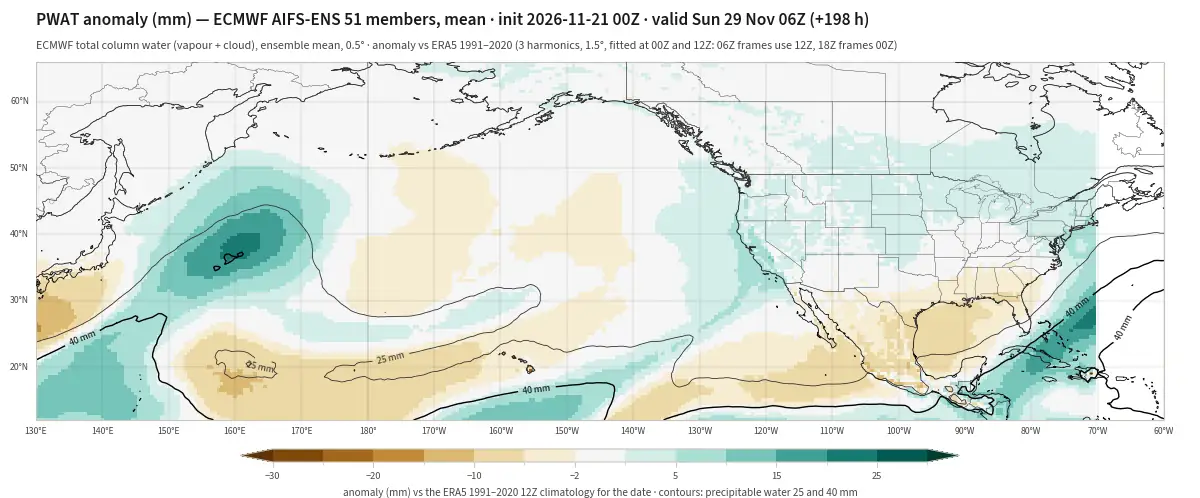 PWAT anomaly (mm) — ECMWF AIFS-ENS 51 members, mean · init 2026-11-21 00Z · valid Sun 29 Nov 06Z (+198 h)
ECMWF total column water (vapour + cloud), ensemble mean, 0.5° · anomaly vs ERA5 1991–2020 (3 harmonics, 1.5°, fitted at 00Z and 12Z: 06Z frames use 12Z, 18Z frames 00Z)
60°N
50°N
40°N
30°N
20°N
40 mm
25 mm
25 mm
40 mm
40 mm
40 mm
130°E 140°E 150°E 160°E 170°E 180° 170°W 160°W 150°W 140°W 130°W 120°W 110°W 100°W 90°W 80°W 70°W 60°W
−30 −20 −10 −2 5 15 25
anomaly (mm) vs the ERA5 1991–2020 12Z climatology for the date · contours: precipitable water 25 and 40 mm